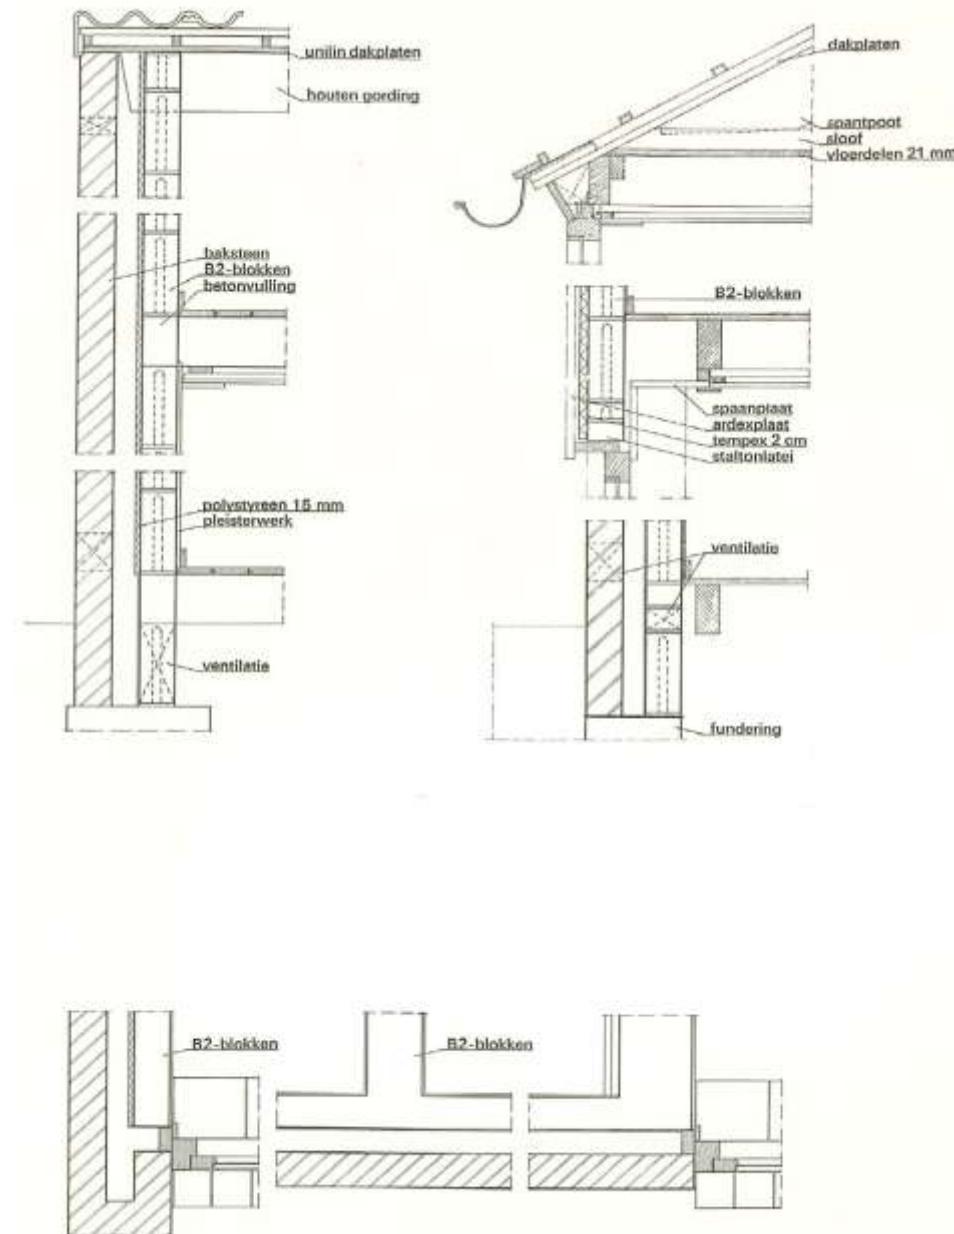 unilin dakplaten
houten gording
baksteen
B2-blokken
betonvulling
polystyreen 15 mm
pleisterwerk
ventilatie
dakplaten
spantpoot
sloof
vloerdelen 21 mm
B2-blokken
spaanplaat
ardexplaat
tempex 2 cm
staltonlatei
ventilatie
fundering
B2-blokken
B2-blokken